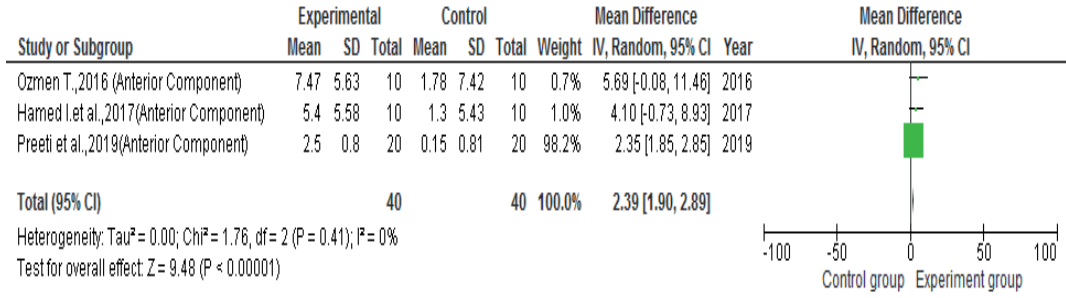 Experimental Control Mean Difference Mean Difference
Study or Subgroup Mean SD Total Mean SD Total Weight IV, Random, 95% CI Year IV, Random, 95% CI
Ozmen T.,2016 (Anterior Component) 7.47 5.63 10 1.78 7.42 10 0.7% 5.69 [-0.08, 11.46] 2016
Hamed I.et al.,2017(Anterior Component) 5.4 5.58 10 1.3 5.43 10 1.0% 4.10 [-0.73, 8.93] 2017
Preeti et al.,2019(Anterior Component) 2.5 0.8 20 0.15 0.81 20 98.2% 2.35 [1.85, 2.85] 2019
Total (95% CI) 40 40 100.0% 2.39 [1.90, 2.89]
Heterogeneity: Tau² = 0.00; Chi² = 1.76, df = 2 (P = 0.41); I² = 0%
Test for overall effect: Z = 9.48 (P < 0.00001)
-100 -50 0 50 100
Control group Experiment group